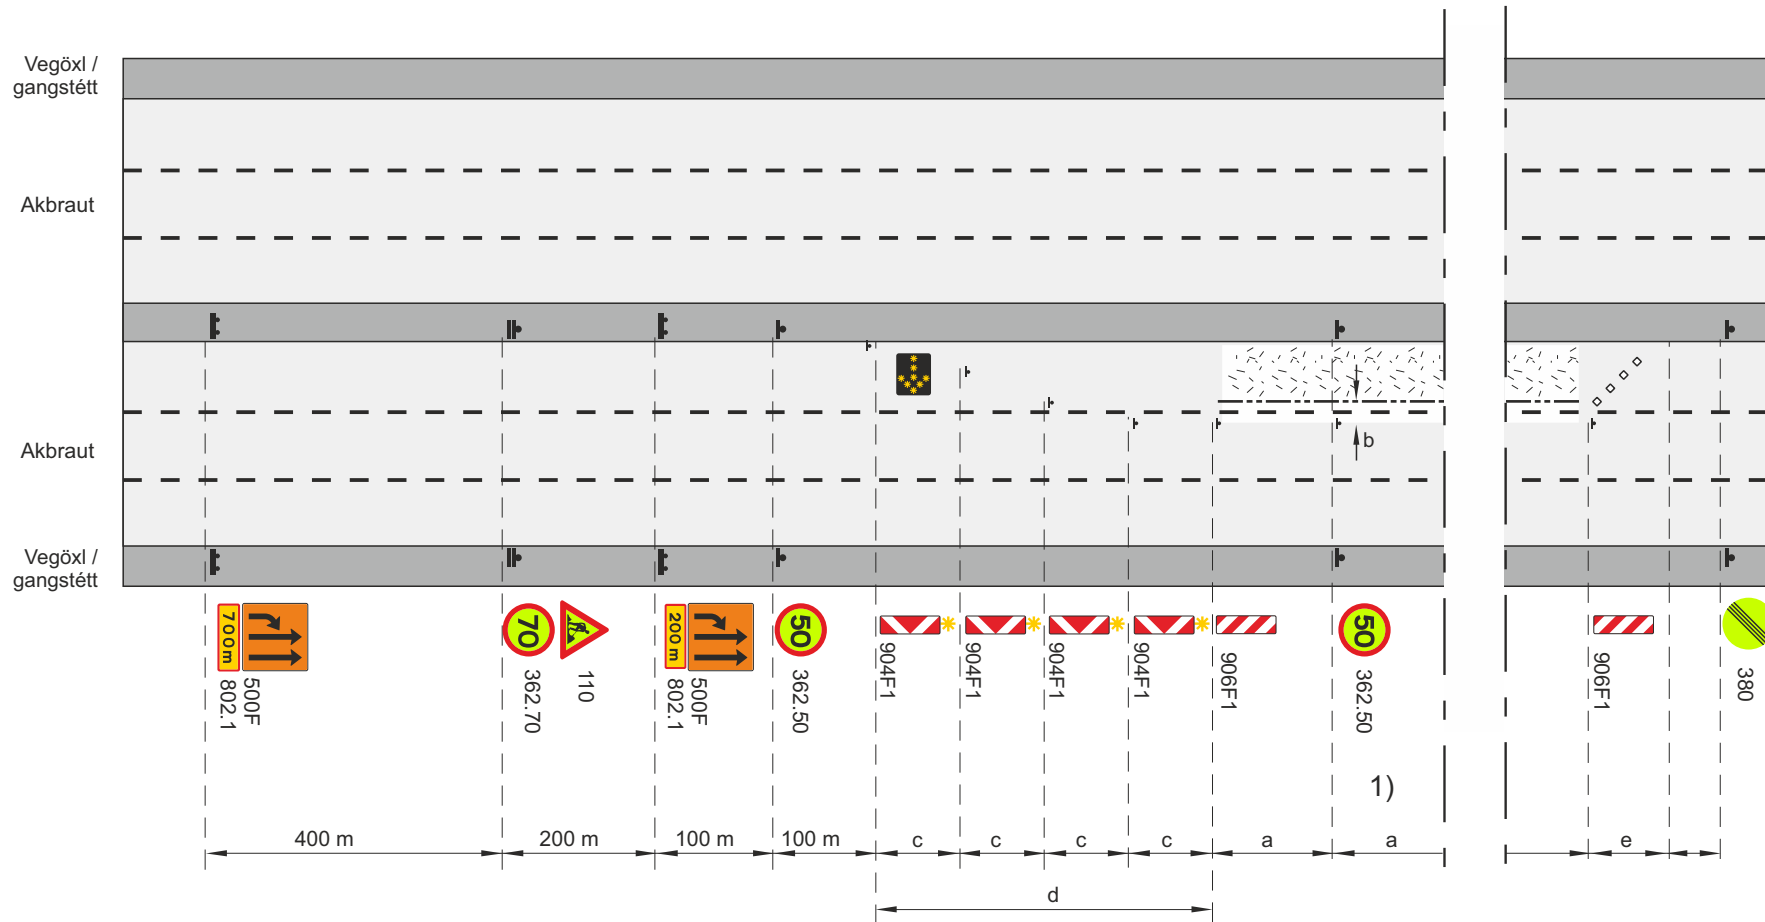 Vegöxl /
gangstétt
Akbraut
Akbraut
Vegöxl /
gangstétt
b
700 m
500F
802.1
70
362.70
110
200 m
500F
802.1
50
362.50
904F1
904F1
904F1
904F1
906F1
50
362.50
906F1
380
1)
400 m
200 m
100 m
100 m
c
c
c
c
a
a
e
d